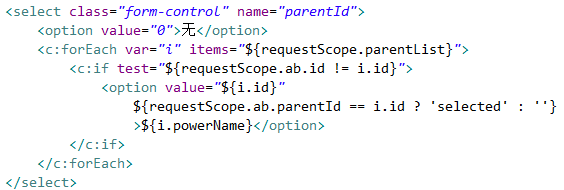 <select class="form-control" name="parentId">
<option value="0">无</option>
<c:forEach var="i" items="${requestScope.parentList}">
<c:if test="${requestScope.ab.id != i.id}">
<option value="${i.id}"
${requestScope.ab.parentId == i.id ? 'selected' : ''}
>${i.powerName}</option>
</c:if>
</c:forEach>
</select>